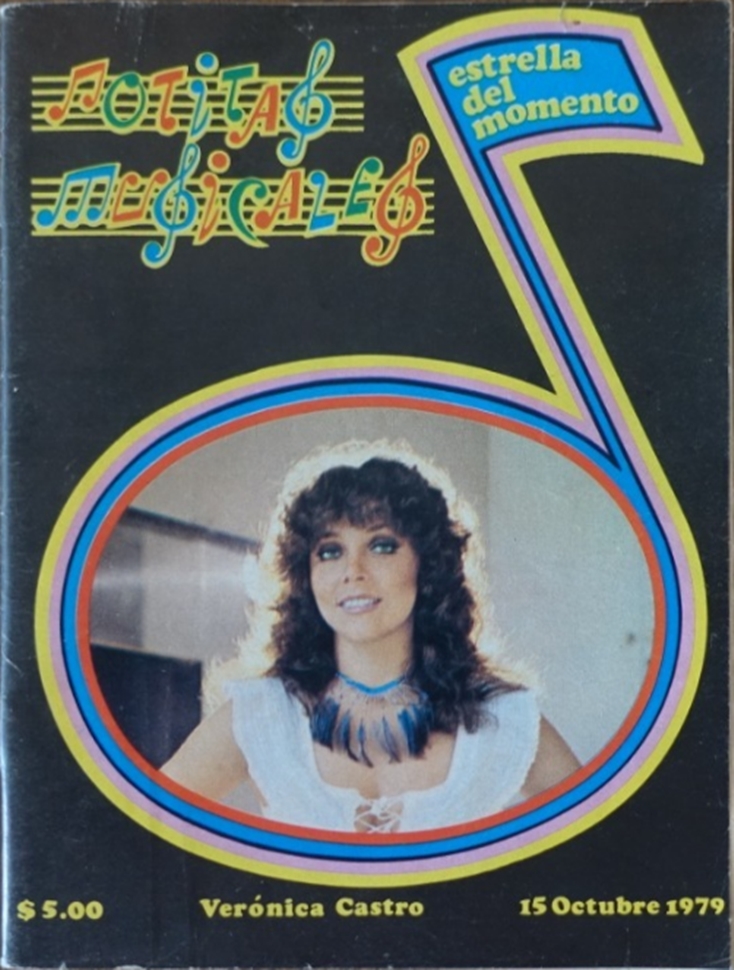 NOTITAS
MUSICALES
estrella
del
momento
$5.00
Verónica Castro
15 Octubre 1979